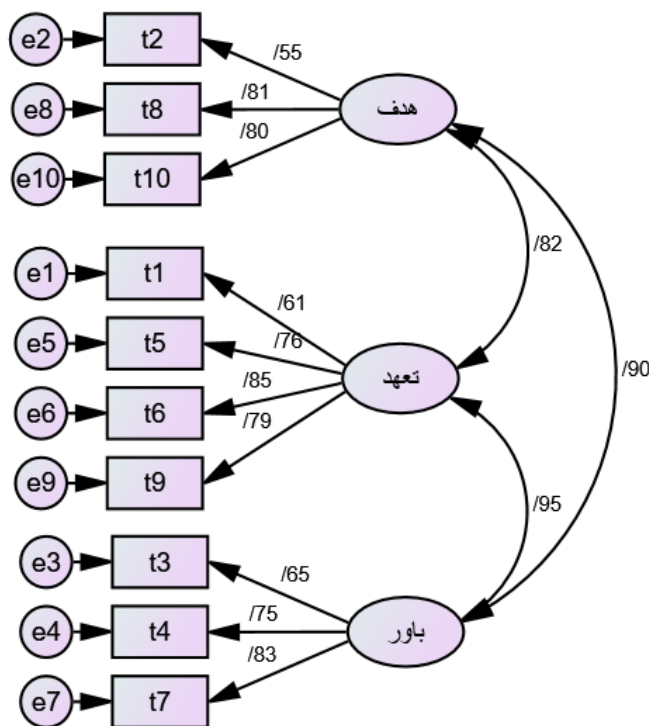 e2 t2 /55
e8 t8 /81 هدف
e10 t10 /80
/82
e1 t1 /61
e5 t5 /76
تعهد
/90
e6 t6 /85
e9 t9 /79
/95
e3 t3 /65
e4 t4 /75 باور
e7 t7 /83